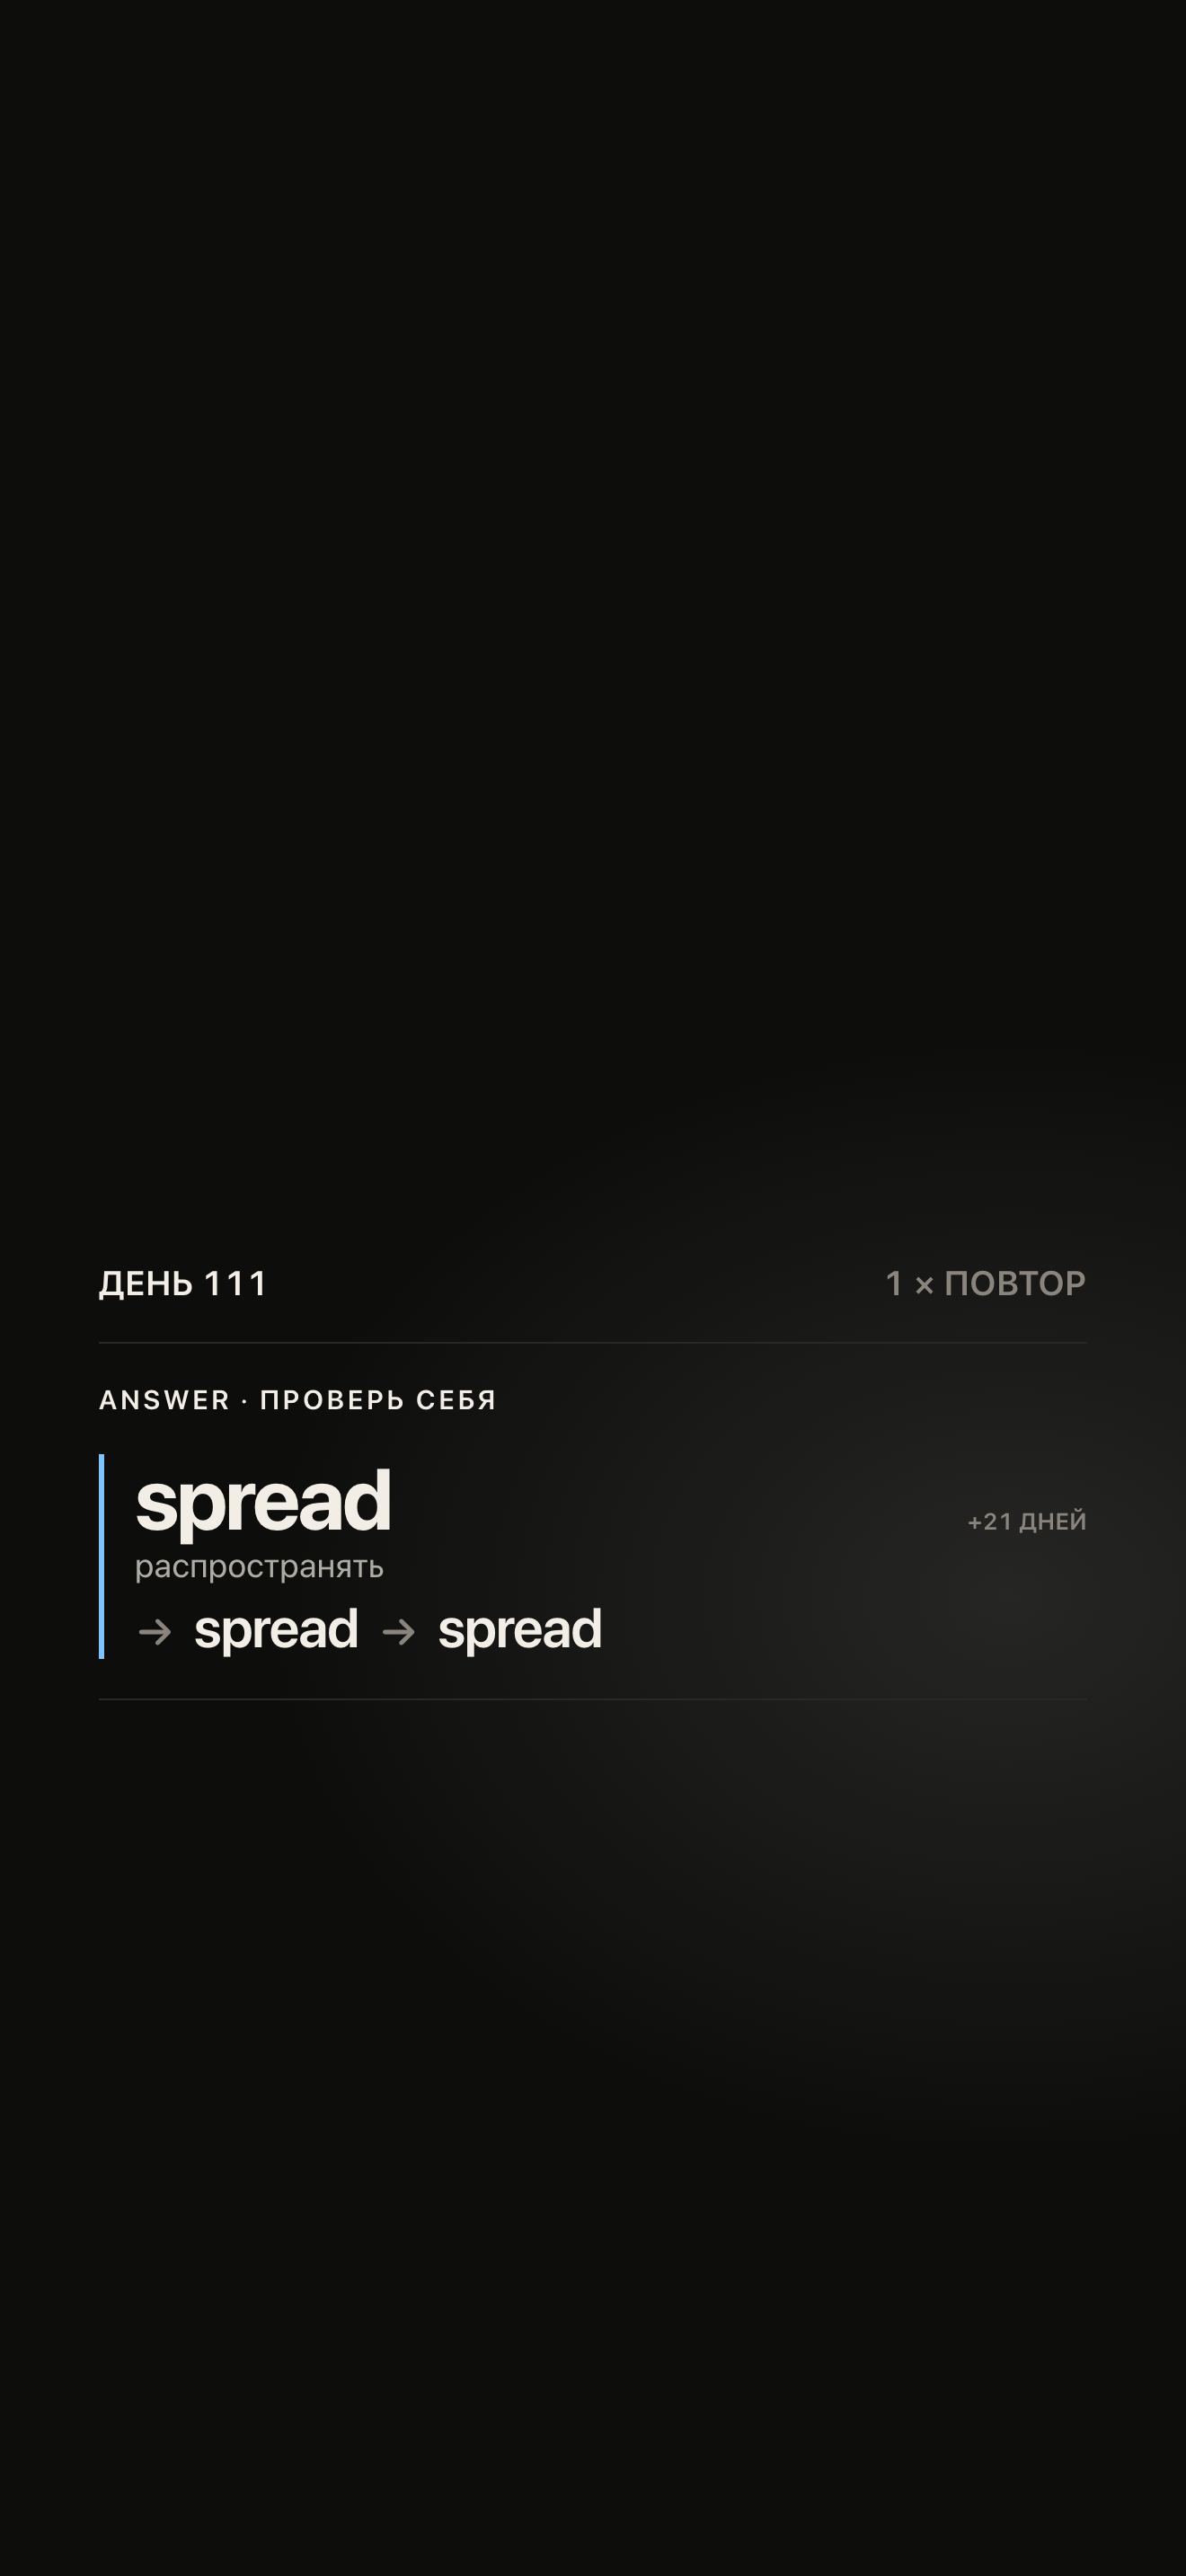 ДЕНЬ 111
1 × ПОВТОР
ANSWER · ПРОВЕРЬ СЕБЯ
spread
+21 ДНЕЙ
распространять
→ spread → spread